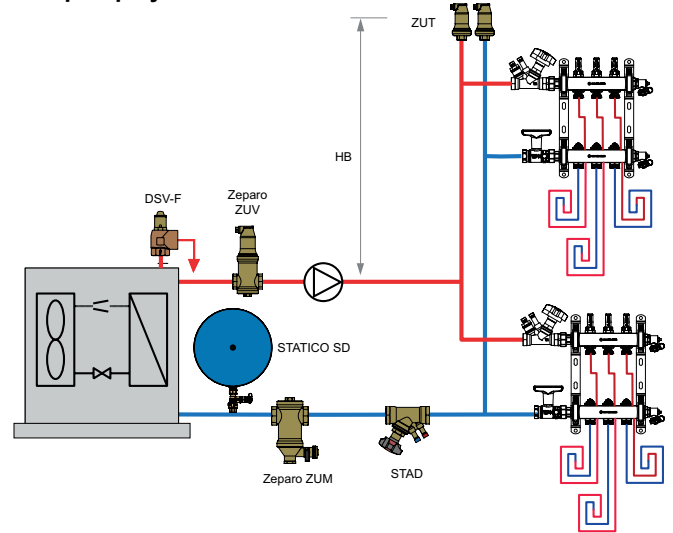 ZUT
HB
DSV-F
Zeparo
ZUV
STATICO SD
Zeparo ZUM
STAD